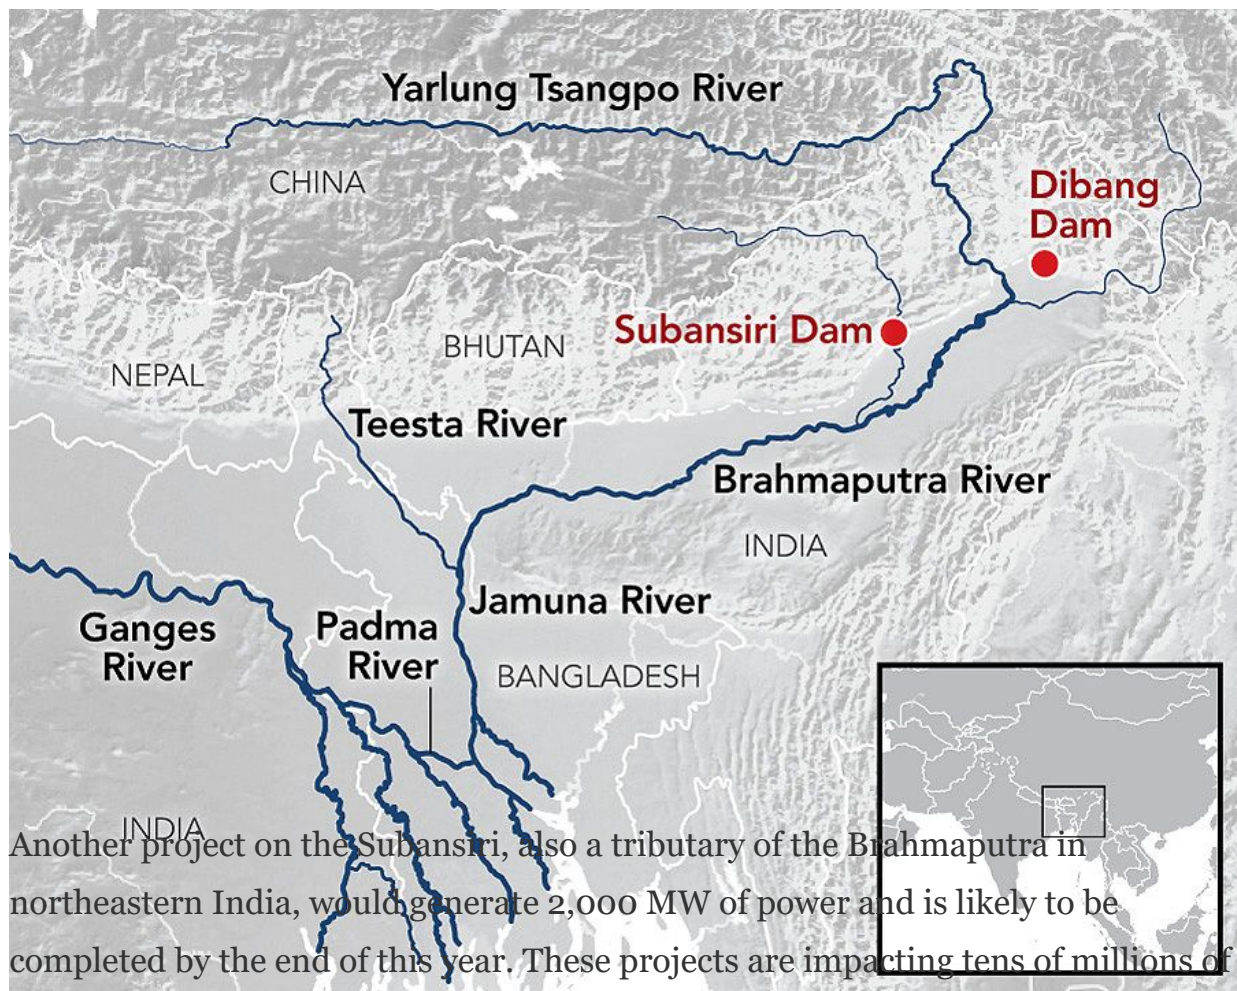 Yarlung Tsangpo River
CHINA
Dibang
Dam
Subansiri Dam
BHUTAN
NEPAL
Teesta River
Brahmaputra River
INDIA
Jamuna River
Ganges
River
Padma
River
BANGLADESH
INDIA
Another project on the Subansiri, also a tributary of the Brahmaputra in
northeastern India, would generate 2,000 MW of power and is likely to be
completed by the end of this year. These projects are impacting tens of millions of